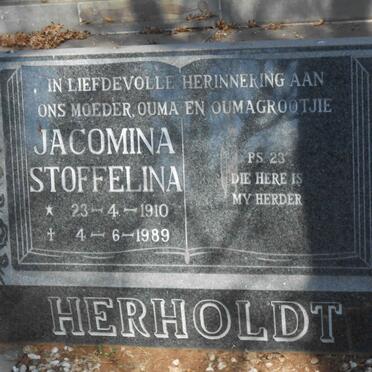 IN LIEFDEVOLLE HERINNERING AAN
ONS MOEDER, OUMA EN OUMAGROOTJIE
JACOMINA
STOFFELINA
★ 23-4-1910
✝ 4-6-1989
PS. 23
DIE HERE IS
MY HERDER
HERHOLDT